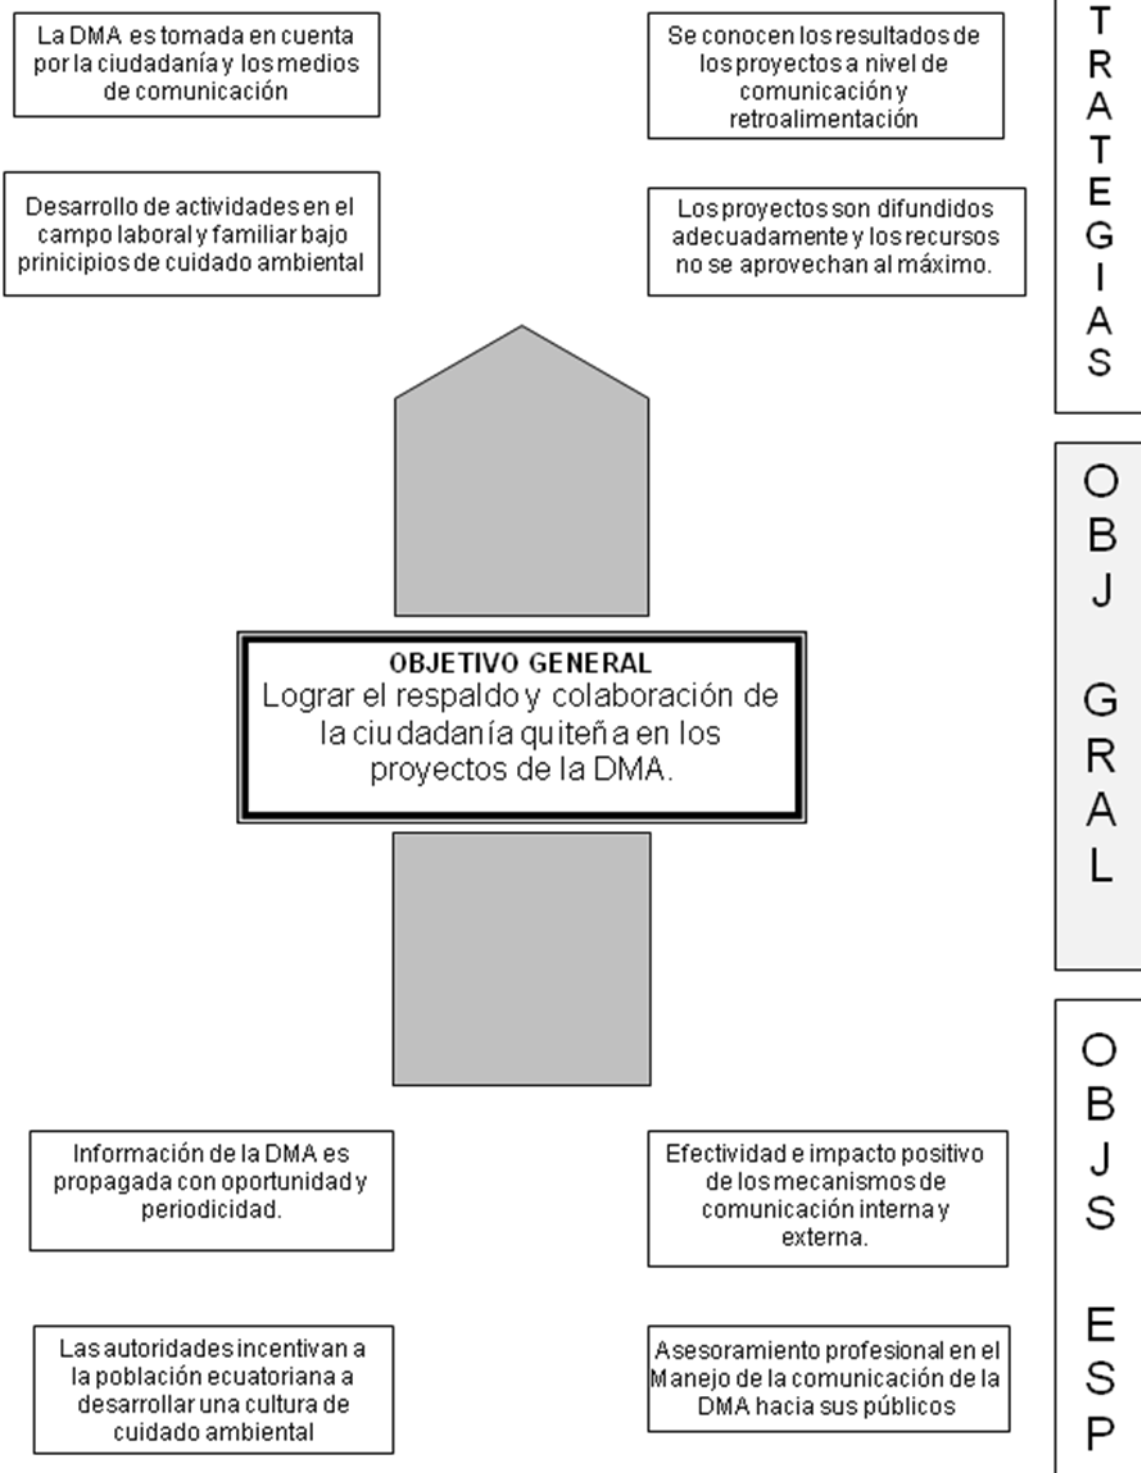 La DMA es tomada en cuenta
por la ciudadanía y los medios
de comunicación
Se conocen los resultados de
los proyectos a nivel de
comunicación y
retroalimentación
Desarrollo de actividades en el
campo laboral y familiar bajo
prinicipios de cuidado ambiental
Los proyectos son difundidos
adecuadamente y los recursos
no se aprovechan al máximo.
T
R
A
T
E
G
I
A
S
OBJETIVO GENERAL
Lograr el respaldo y colaboración de
la ciudadanía quiteña en los
proyectos de la DMA.
O
B
J
G
R
A
L
Información de la DMA es
propagada con oportunidad y
periodicidad.
Efectividad e impacto positivo
de los mecanismos de
comunicación interna y
externa.
Las autoridades incentivan a
la población ecuatoriana a
desarrollar una cultura de
cuidado ambiental
Asesoramiento profesional en el
Manejo de la comunicación de la
DMA hacia sus públicos
O
B
J
S
E
S
P